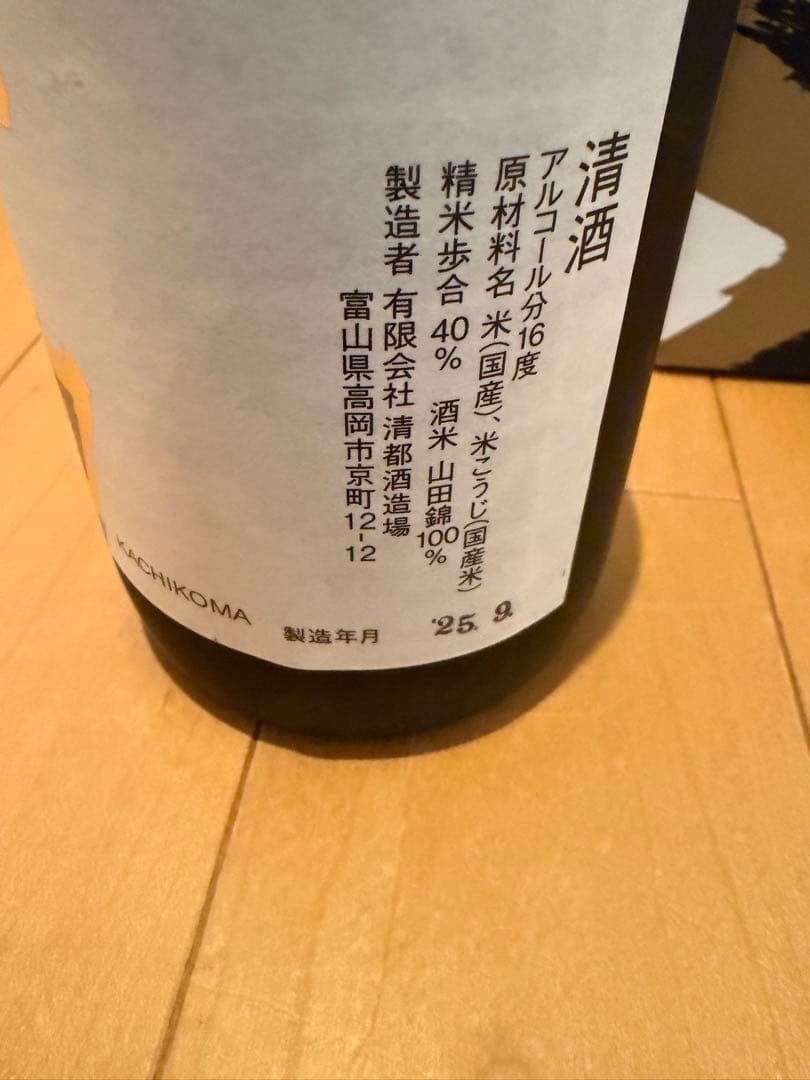 清酒
アルコール分16度
原材料名 米(国産)、米こうじ(国産米)
精米歩合 40% 酒米 山田錦100%
製造者 有限会社 清都酒造場
富山県高岡市京町12-12
KACHIKOMA
製造年月 '25. 9.